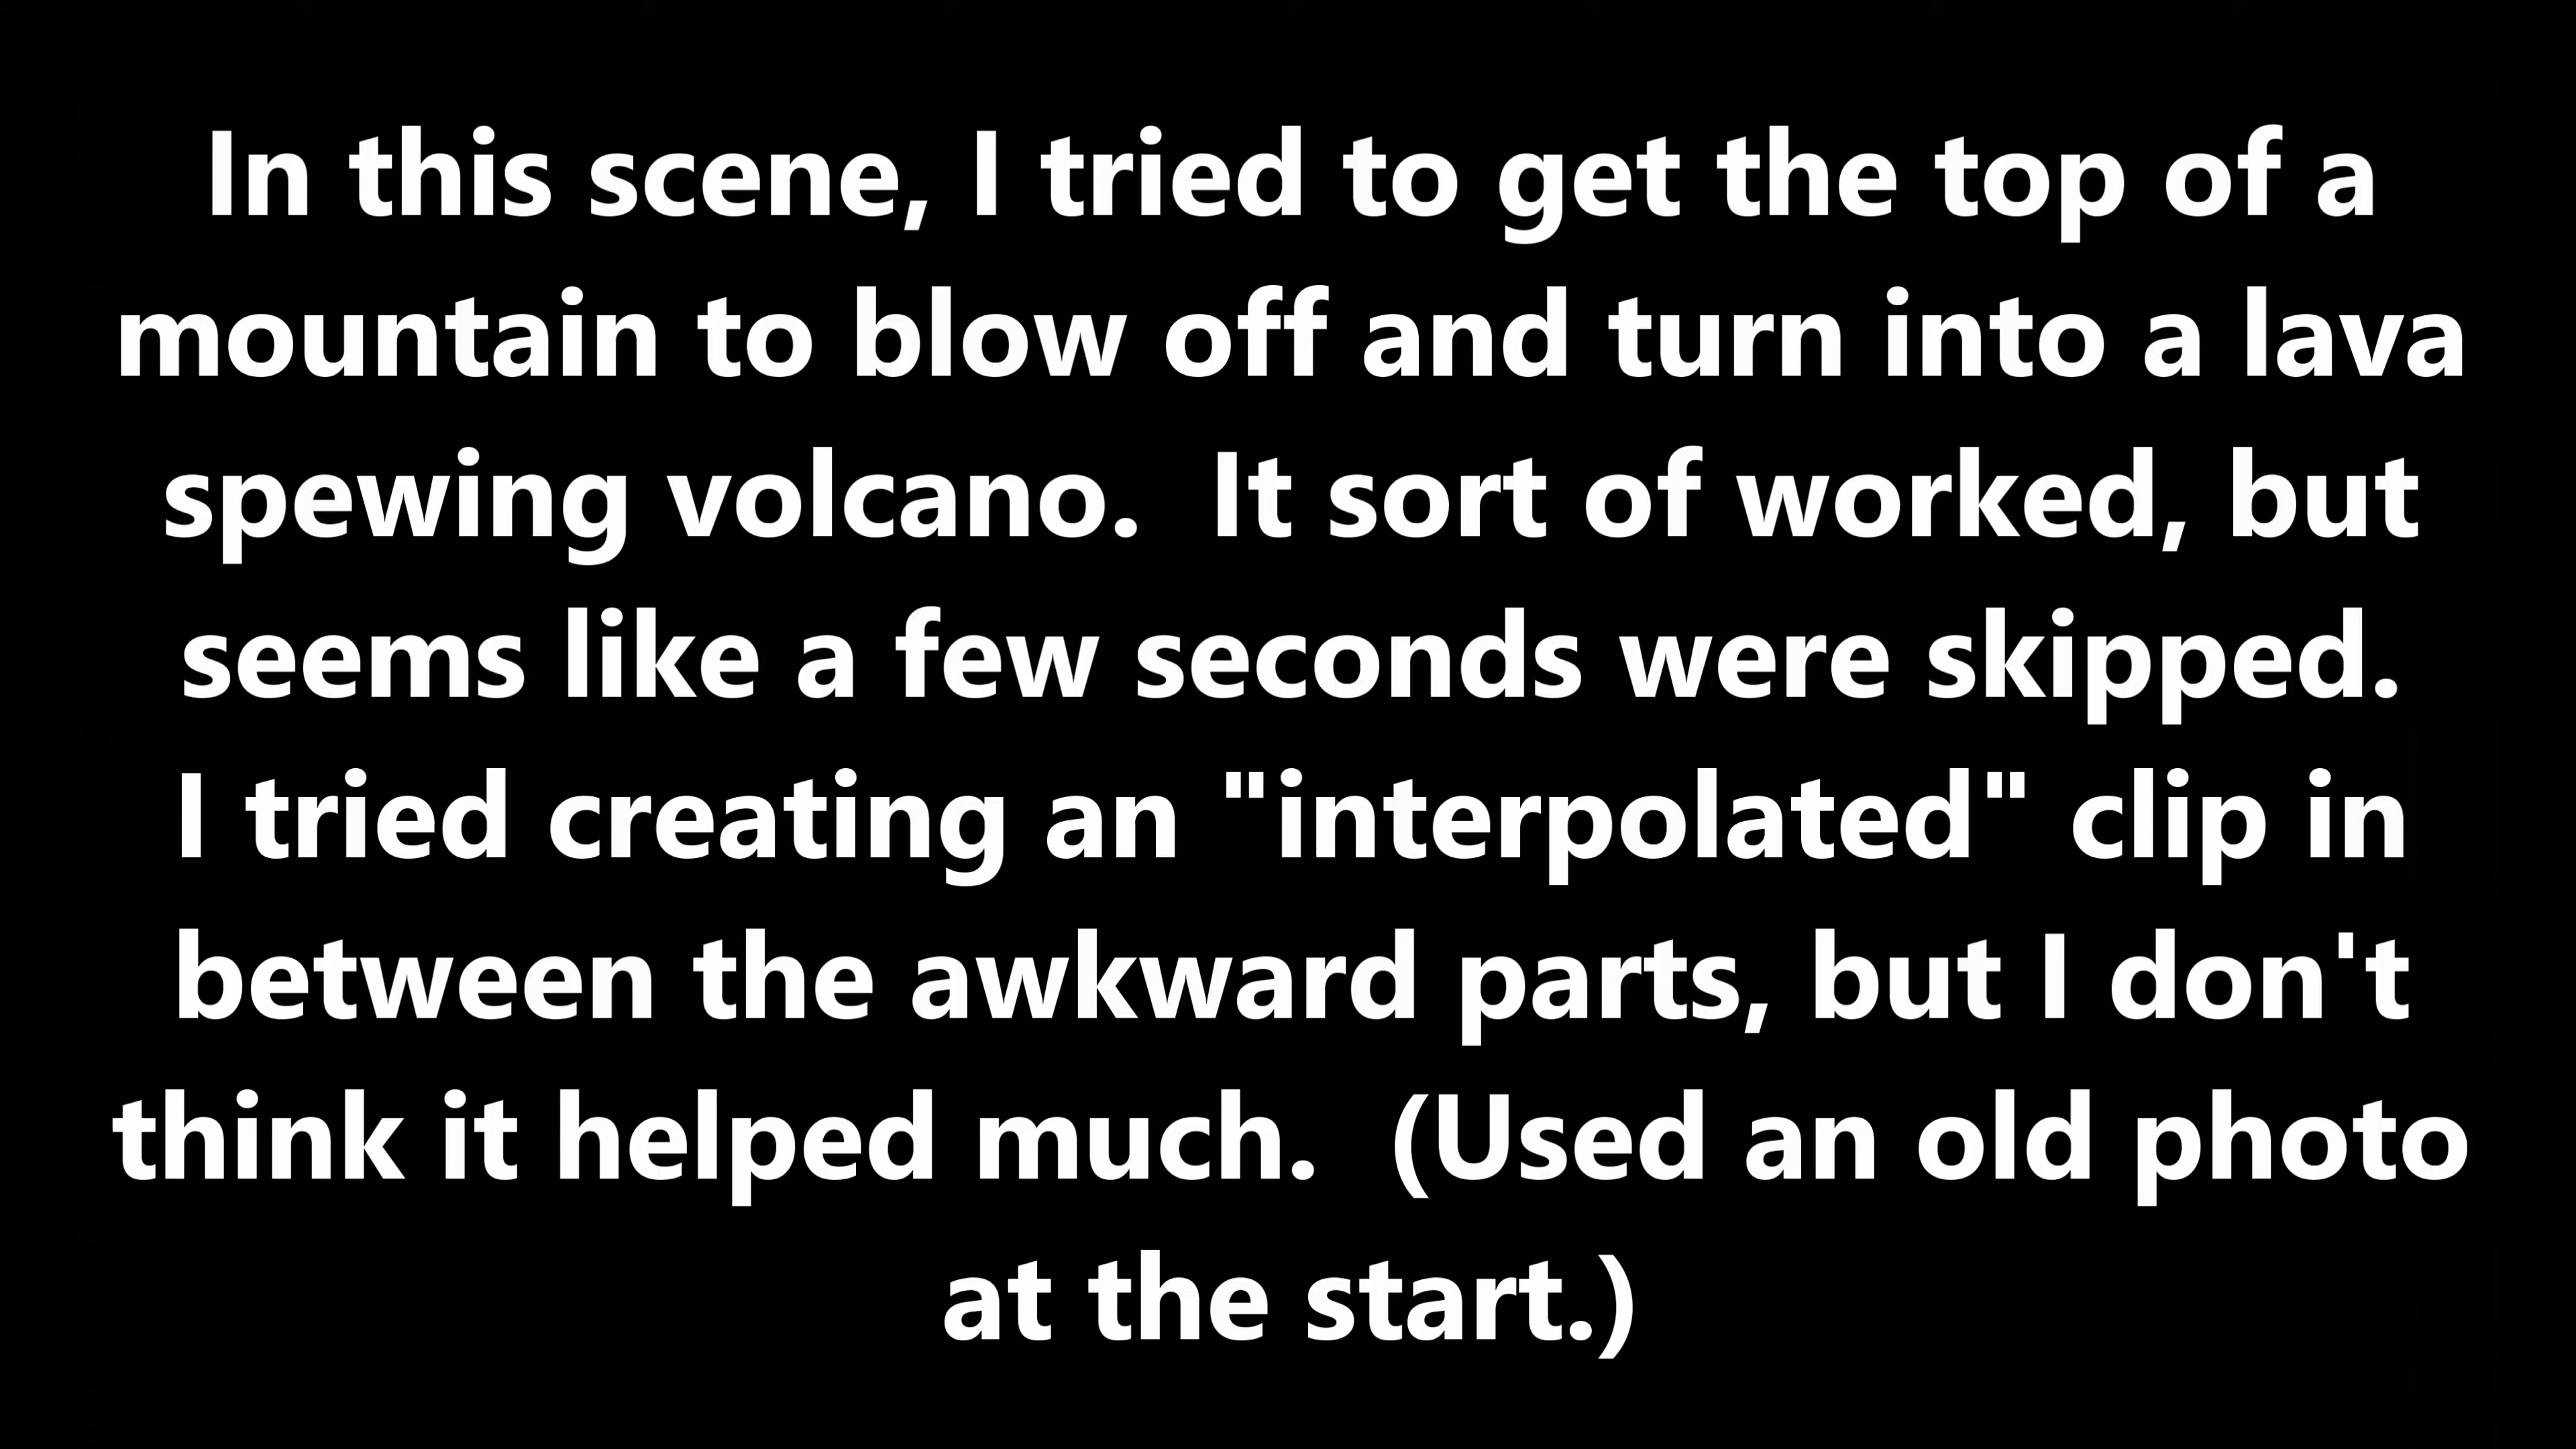 In this scene, I tried to get the top of a
mountain to blow off and turn into a lava
spewing volcano.  It sort of worked, but
seems like a few seconds were skipped.
I tried creating an "interpolated" clip in
between the awkward parts, but I don't
think it helped much.  (Used an old photo
at the start.)